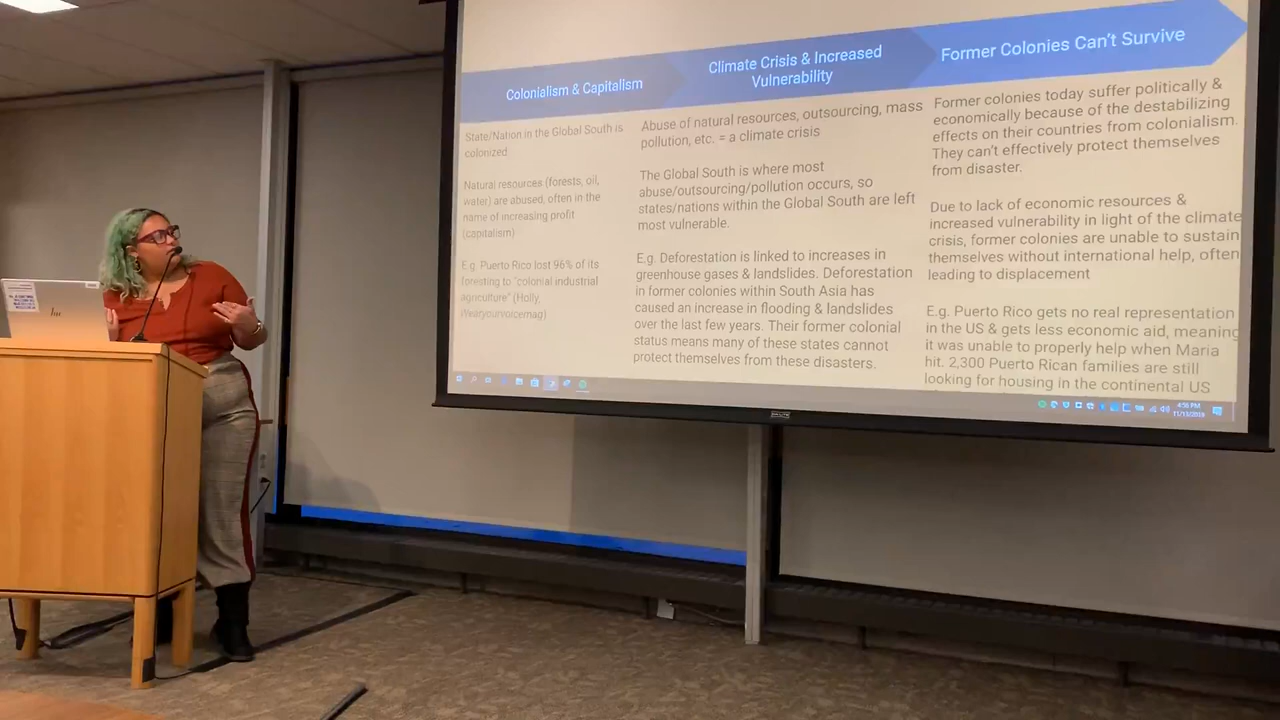 Colonialism & Capitalism
State/Nation in the Global South is
colonized
Natural resources (forests, oil,
water) are abused, often in the
name of increasing profit
(capitalism)
E.g. Puerto Rico lost 96% of its
foresting to "colonial industrial
agriculture" (Holly,
Wearyourvoicemag)
Climate Crisis & Increased
Vulnerability
Abuse of natural resources, outsourcing, mass
pollution, etc. = a climate crisis
The Global South is where most
abuse/outsourcing/pollution occurs, so
states/nations within the Global South are left
most vulnerable.
E.g. Deforestation is linked to increases in
greenhouse gases & landslides. Deforestation
in former colonies within South Asia has
caused an increase in flooding & landslides
over the last few years. Their former colonial
status means many of these states cannot
protect themselves from these disasters.
Former Colonies Can't Survive
Former colonies today suffer politically &
economically because of the destabilizing
effects on their countries from colonialism.
They can't effectively protect themselves
from disaster.
Due to lack of economic resources &
increased vulnerability in light of the climate
crisis, former colonies are unable to sustain
themselves without international help, often
leading to displacement
E.g. Puerto Rico gets no real representation
in the US & gets less economic aid, meaning
it was unable to properly help when Maria
hit. 2,300 Puerto Rican families are still
looking for housing in the continental US
4:56 PM
11/13/2019